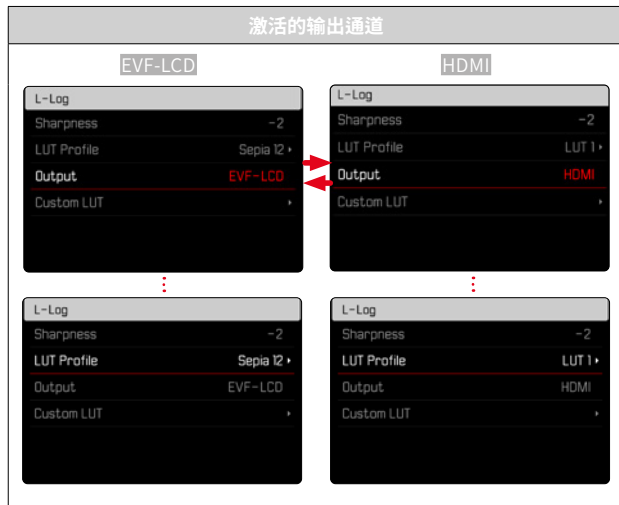 激活的输出通道
EVF-LCD
L-Log
Sharpness -2
LUT Profile Sepia 12
Output EVF-LCD
Custom LUT
HDMI
L-Log
Sharpness -2
LUT Profile LUT 1
Output HDMI
Custom LUT
L-Log
Sharpness -2
LUT Profile Sepia 12
Output EVF-LCD
Custom LUT
L-Log
Sharpness -2
LUT Profile LUT 1
Output HDMI
Custom LUT